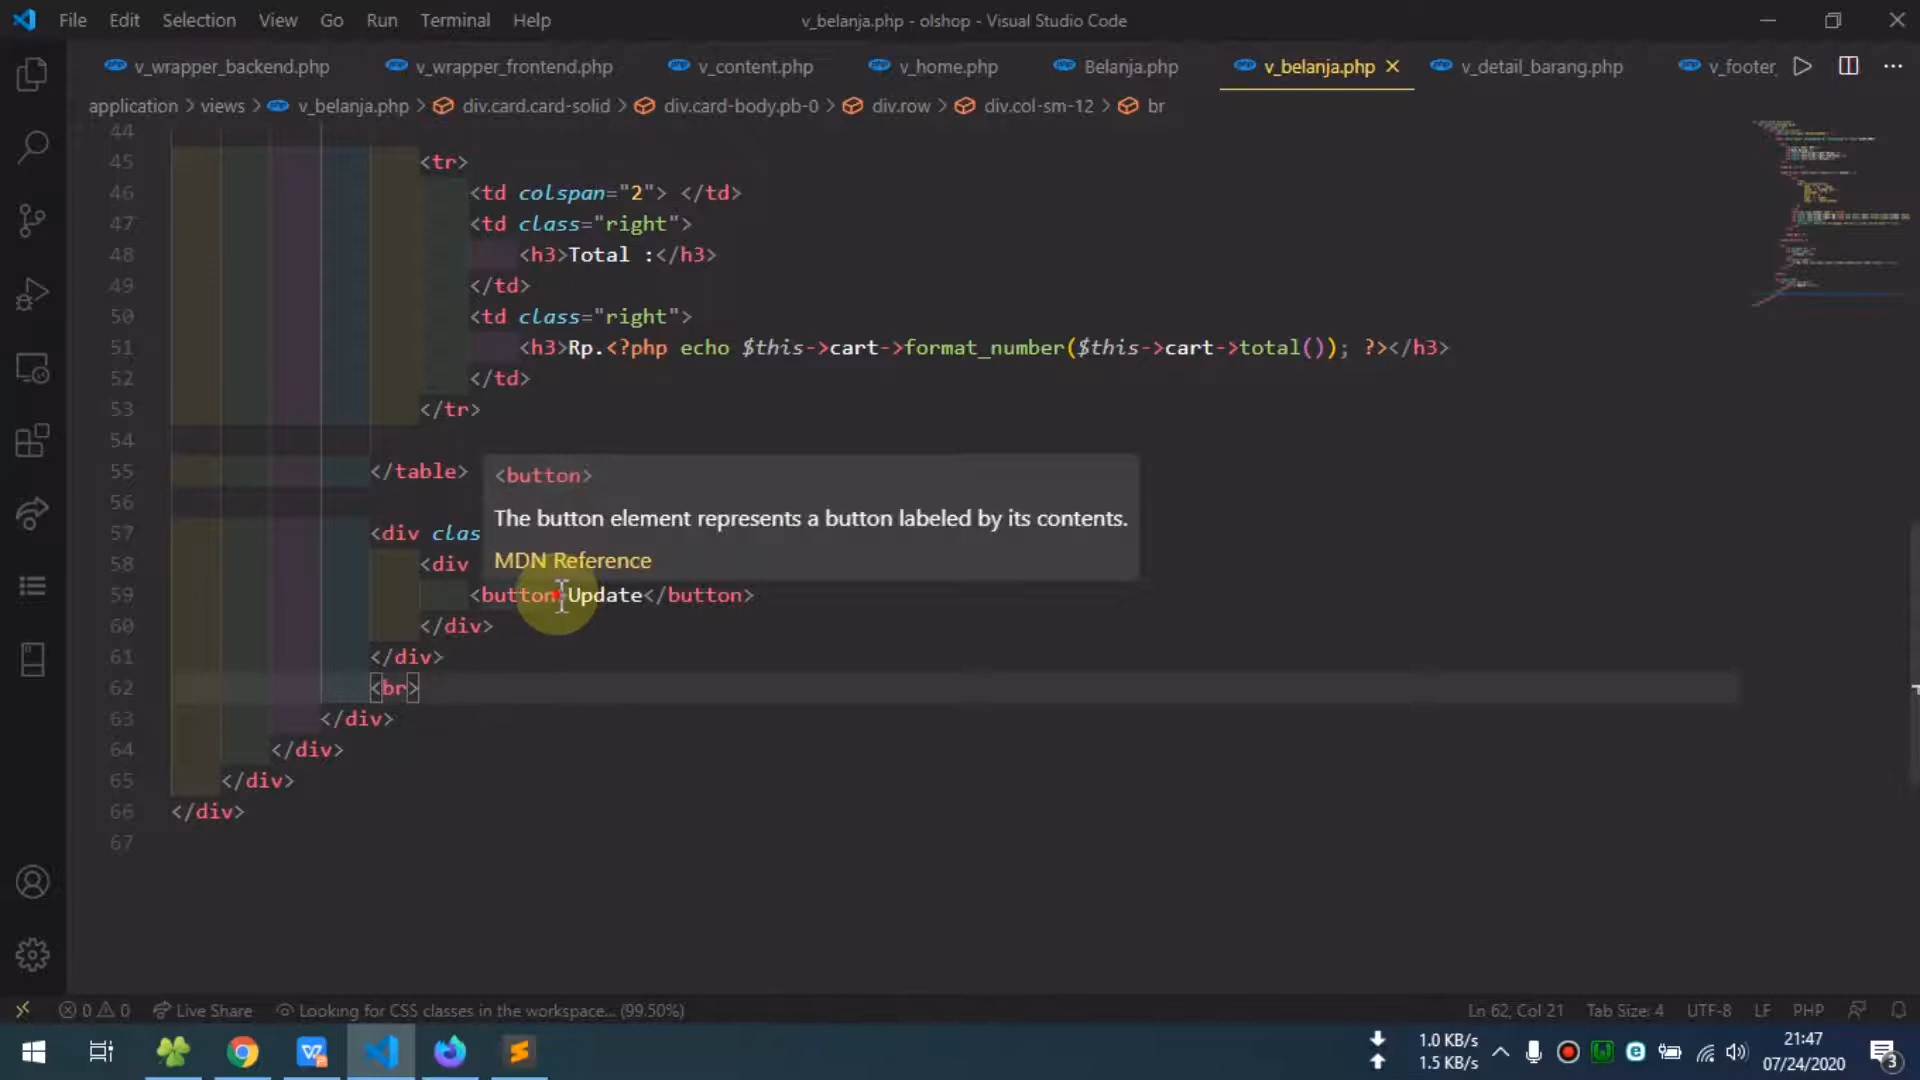 File Edit Selection View Go Run Terminal Help v_belanja.php - olshop - Visual Studio Code
v_wrapper_backend.php v_wrapper_frontend.php v_content.php v_home.php Belanja.php v_belanja.php v_detail_barang.php v_footer
application > views > v_belanja.php > div.card.card-solid > div.card-body.pb-0 > div.row > div.col-sm-12 > br
44
45 <tr>
46 <td colspan="2"> </td>
47 <td class="right">
48 <h3>Total :</h3>
49 </td>
50 <td class="right">
51 <h3>Rp.<?php echo $this->cart->format_number($this->cart->total()); ?></h3>
52 </td>
53 </tr>
54
55 </table>
56
<button>
The button element represents a button labeled by its contents.
MDN Reference
57 <div clas
58 <div
59 <button Update</button>
60 </div>
61 </div>
62 <br>
63 </div>
64 </div>
65 </div>
66 </div>
67
0 0 Live Share Looking for CSS classes in the workspace... (99.50%) Ln 62, Col 21 Tab Size: 4 UTF-8 LF PHP
1.0 KB/s 21:47
1.5 KB/s 07/24/2020 3